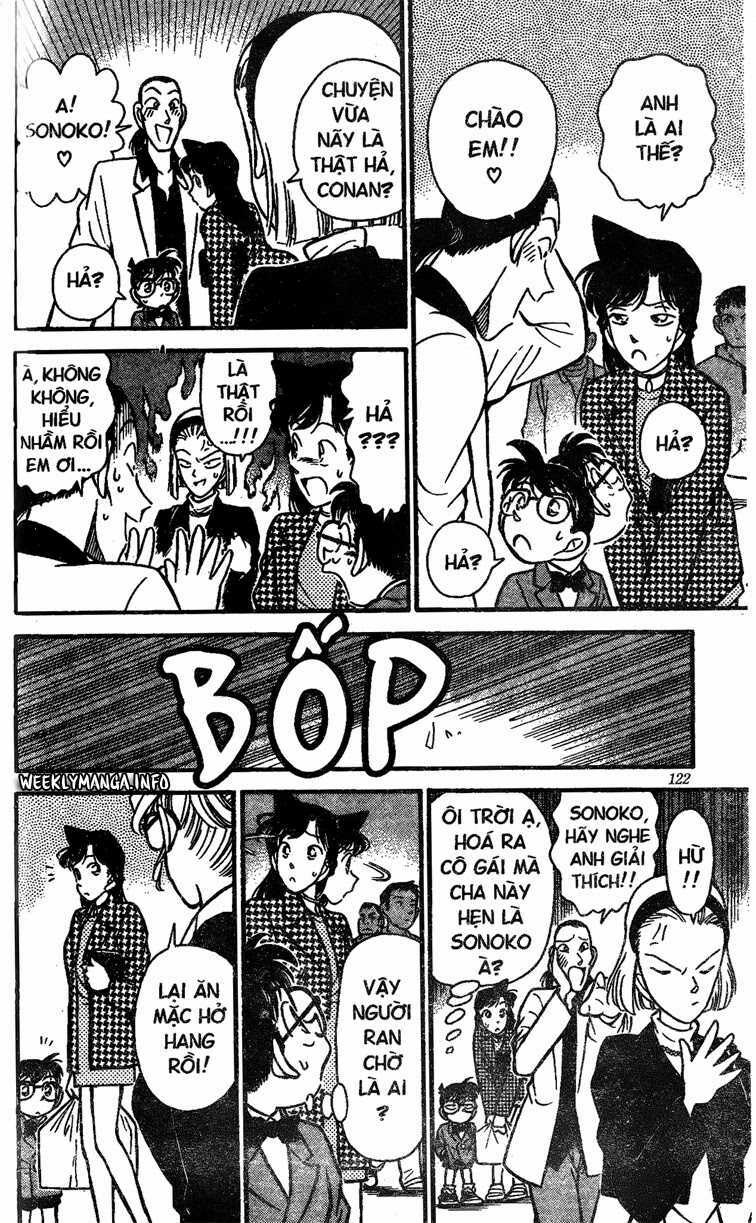 ANH
LÀ AI
THẾ?
CHÀO
EM!!
♡
HẢ?
HẢ?
CHUYỆN
VỪA
NÃY LÀ
THẬT HẢ,
CONAN?
A!
SONOKO!
♡
HẢ?
HẢ
???
LÀ
THẬT
RỒI
...!!!
À, KHÔNG
KHÔNG,
HIỂU
NHẦM RỒI
EM ƠI...
BỐP
WEEKLYMANGA.INFO
122
HỪ
!!
SONOKO,
HÃY NGHE
ANH GIẢI
THÍCH!!
ÔI TRỜI Ạ,
HOÁ RA
CÔ GÁI MÀ
CHA NÀY
HẸN LÀ
SONOKO
À?
VẬY
NGƯỜI
RAN
CHỜ
LÀ AI
?
LẠI ĂN
MẶC HỞ
HANG
RỒI!